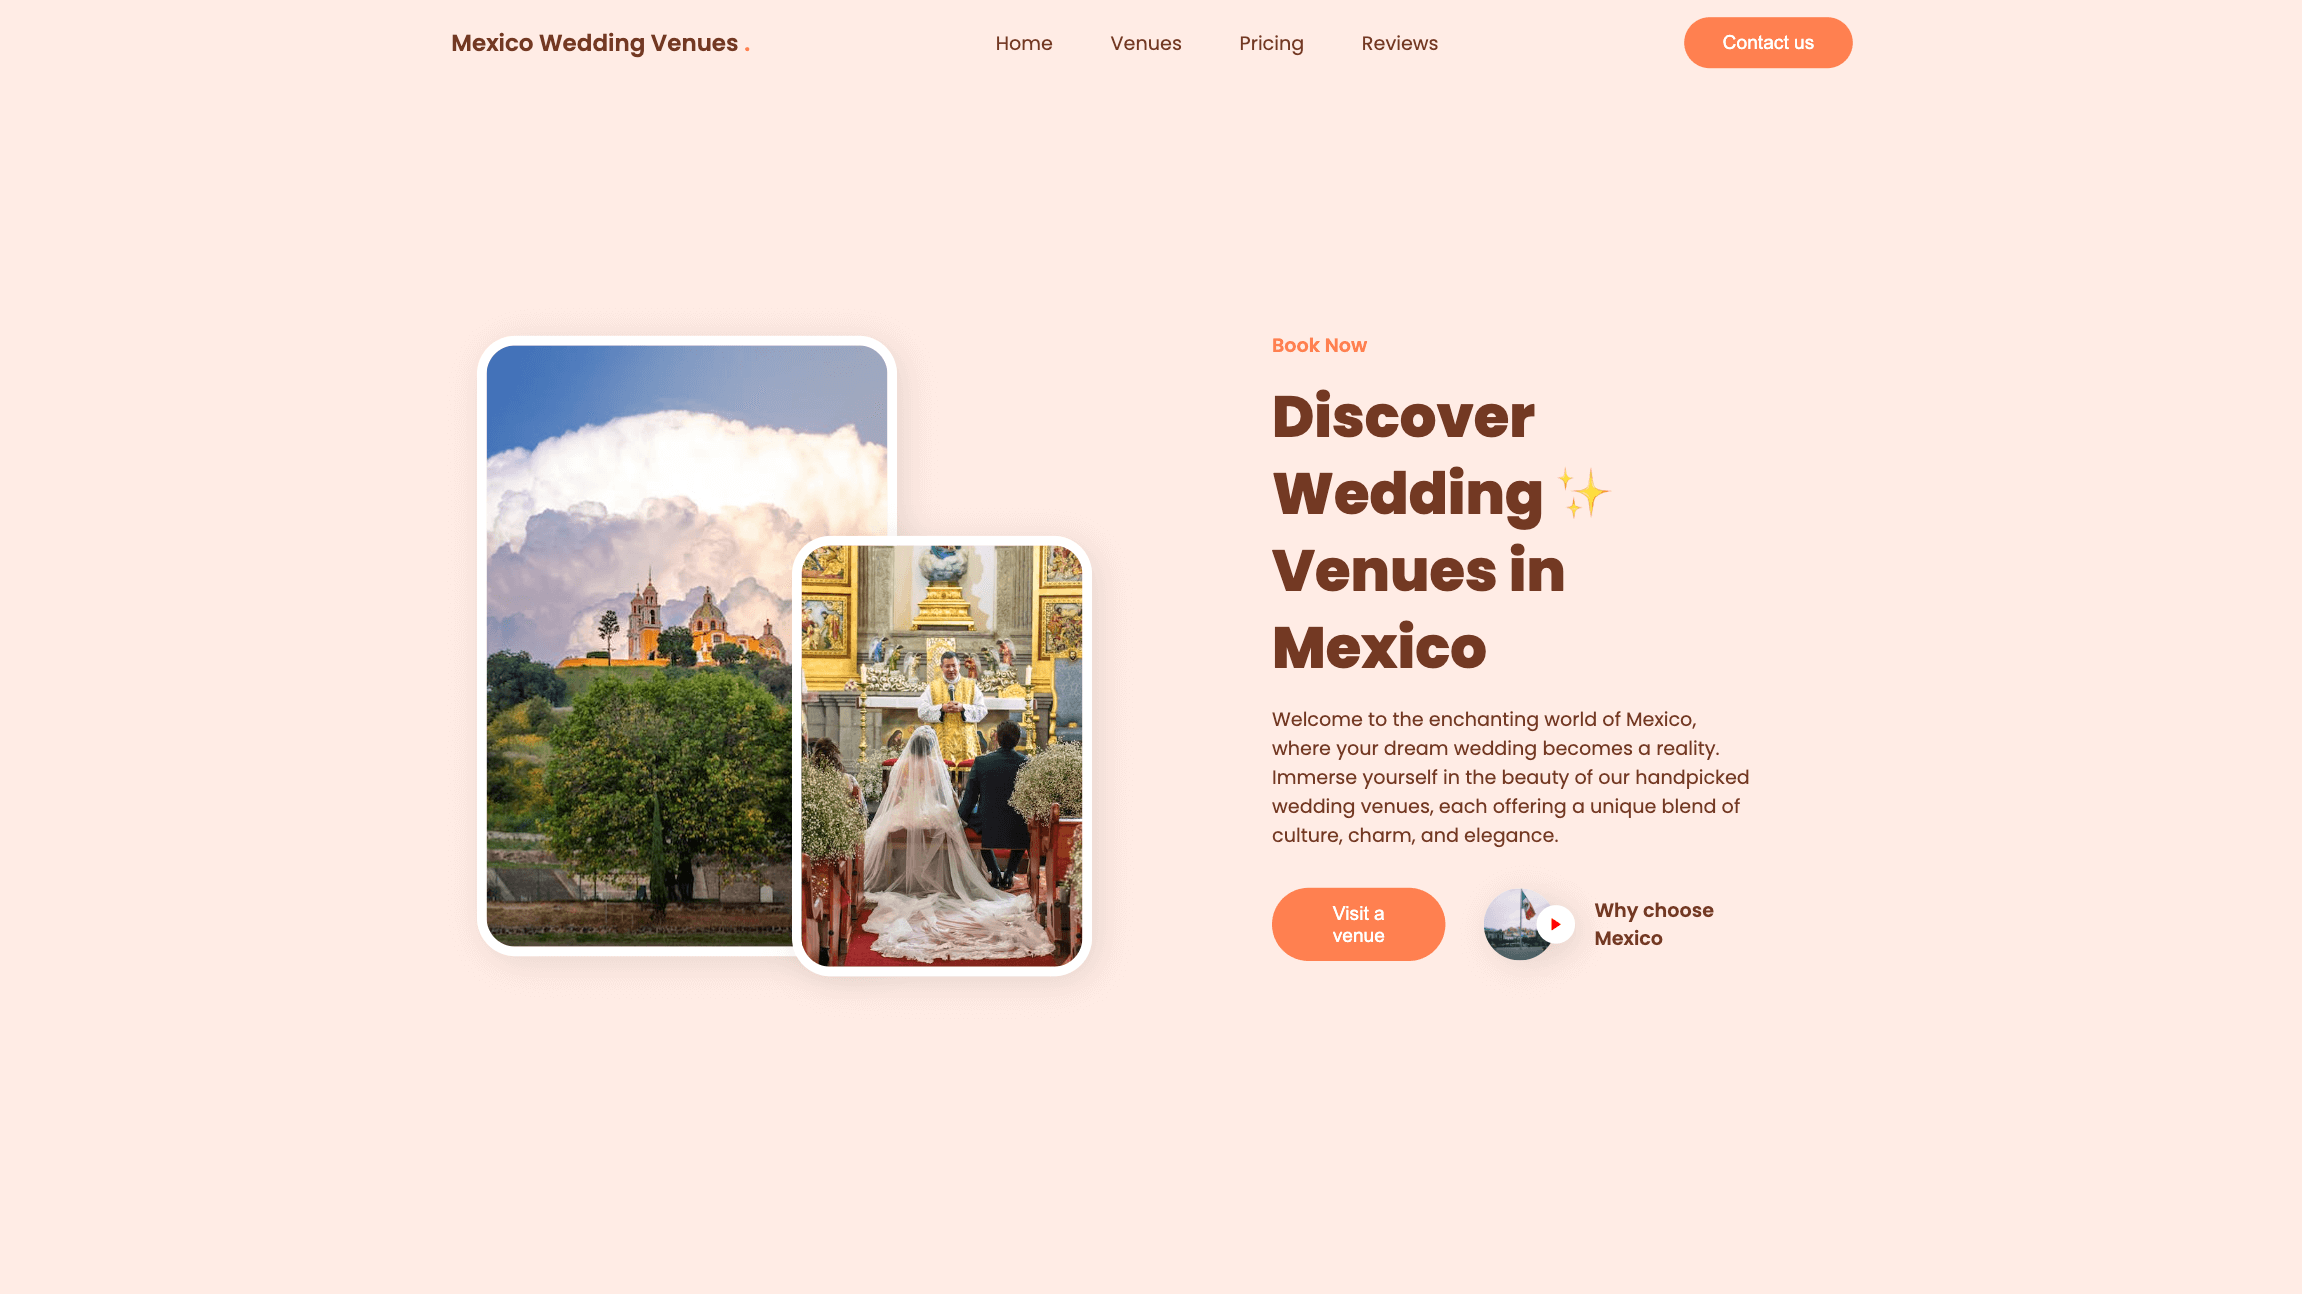 Mexico Wedding Venues .
Home
Venues
Pricing
Reviews
Contact us
Book Now
Discover
Wedding ✨
Venues in
Mexico
Welcome to the enchanting world of Mexico,
where your dream wedding becomes a reality.
Immerse yourself in the beauty of our handpicked
wedding venues, each offering a unique blend of
culture, charm, and elegance.
Visit a
venue
Why choose
Mexico